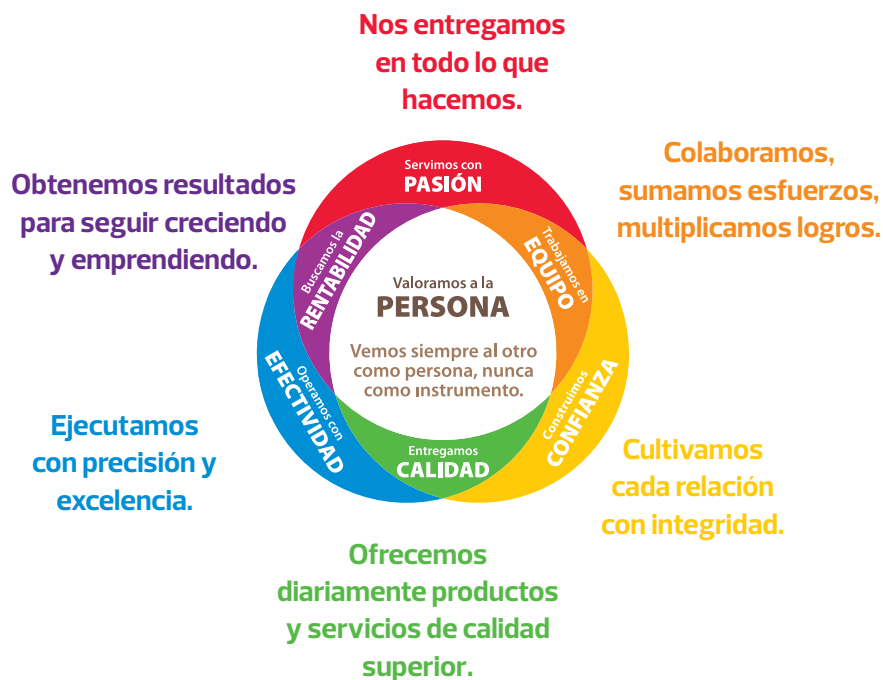 Nos entregamos
en todo lo que
hacemos.
Servimos con
PASIÓN
Colaboramos,
sumamos esfuerzos,
multiplicamos logros.
Trabajamos en
EQUIPO
Obtenemos resultados
para seguir creciendo
y emprendiendo.
Buscamos la
RENTABILIDAD
Valoramos a la
PERSONA
Vemos siempre al otro
como persona, nunca
como instrumento.
Operamos con
EFECTIVIDAD
Ejecutamos
con precisión y
excelencia.
Construimos
CONFIANZA
Cultivamos
cada relación
con integridad.
Entregamos
CALIDAD
Ofrecemos
diariamente productos
y servicios de calidad
superior.